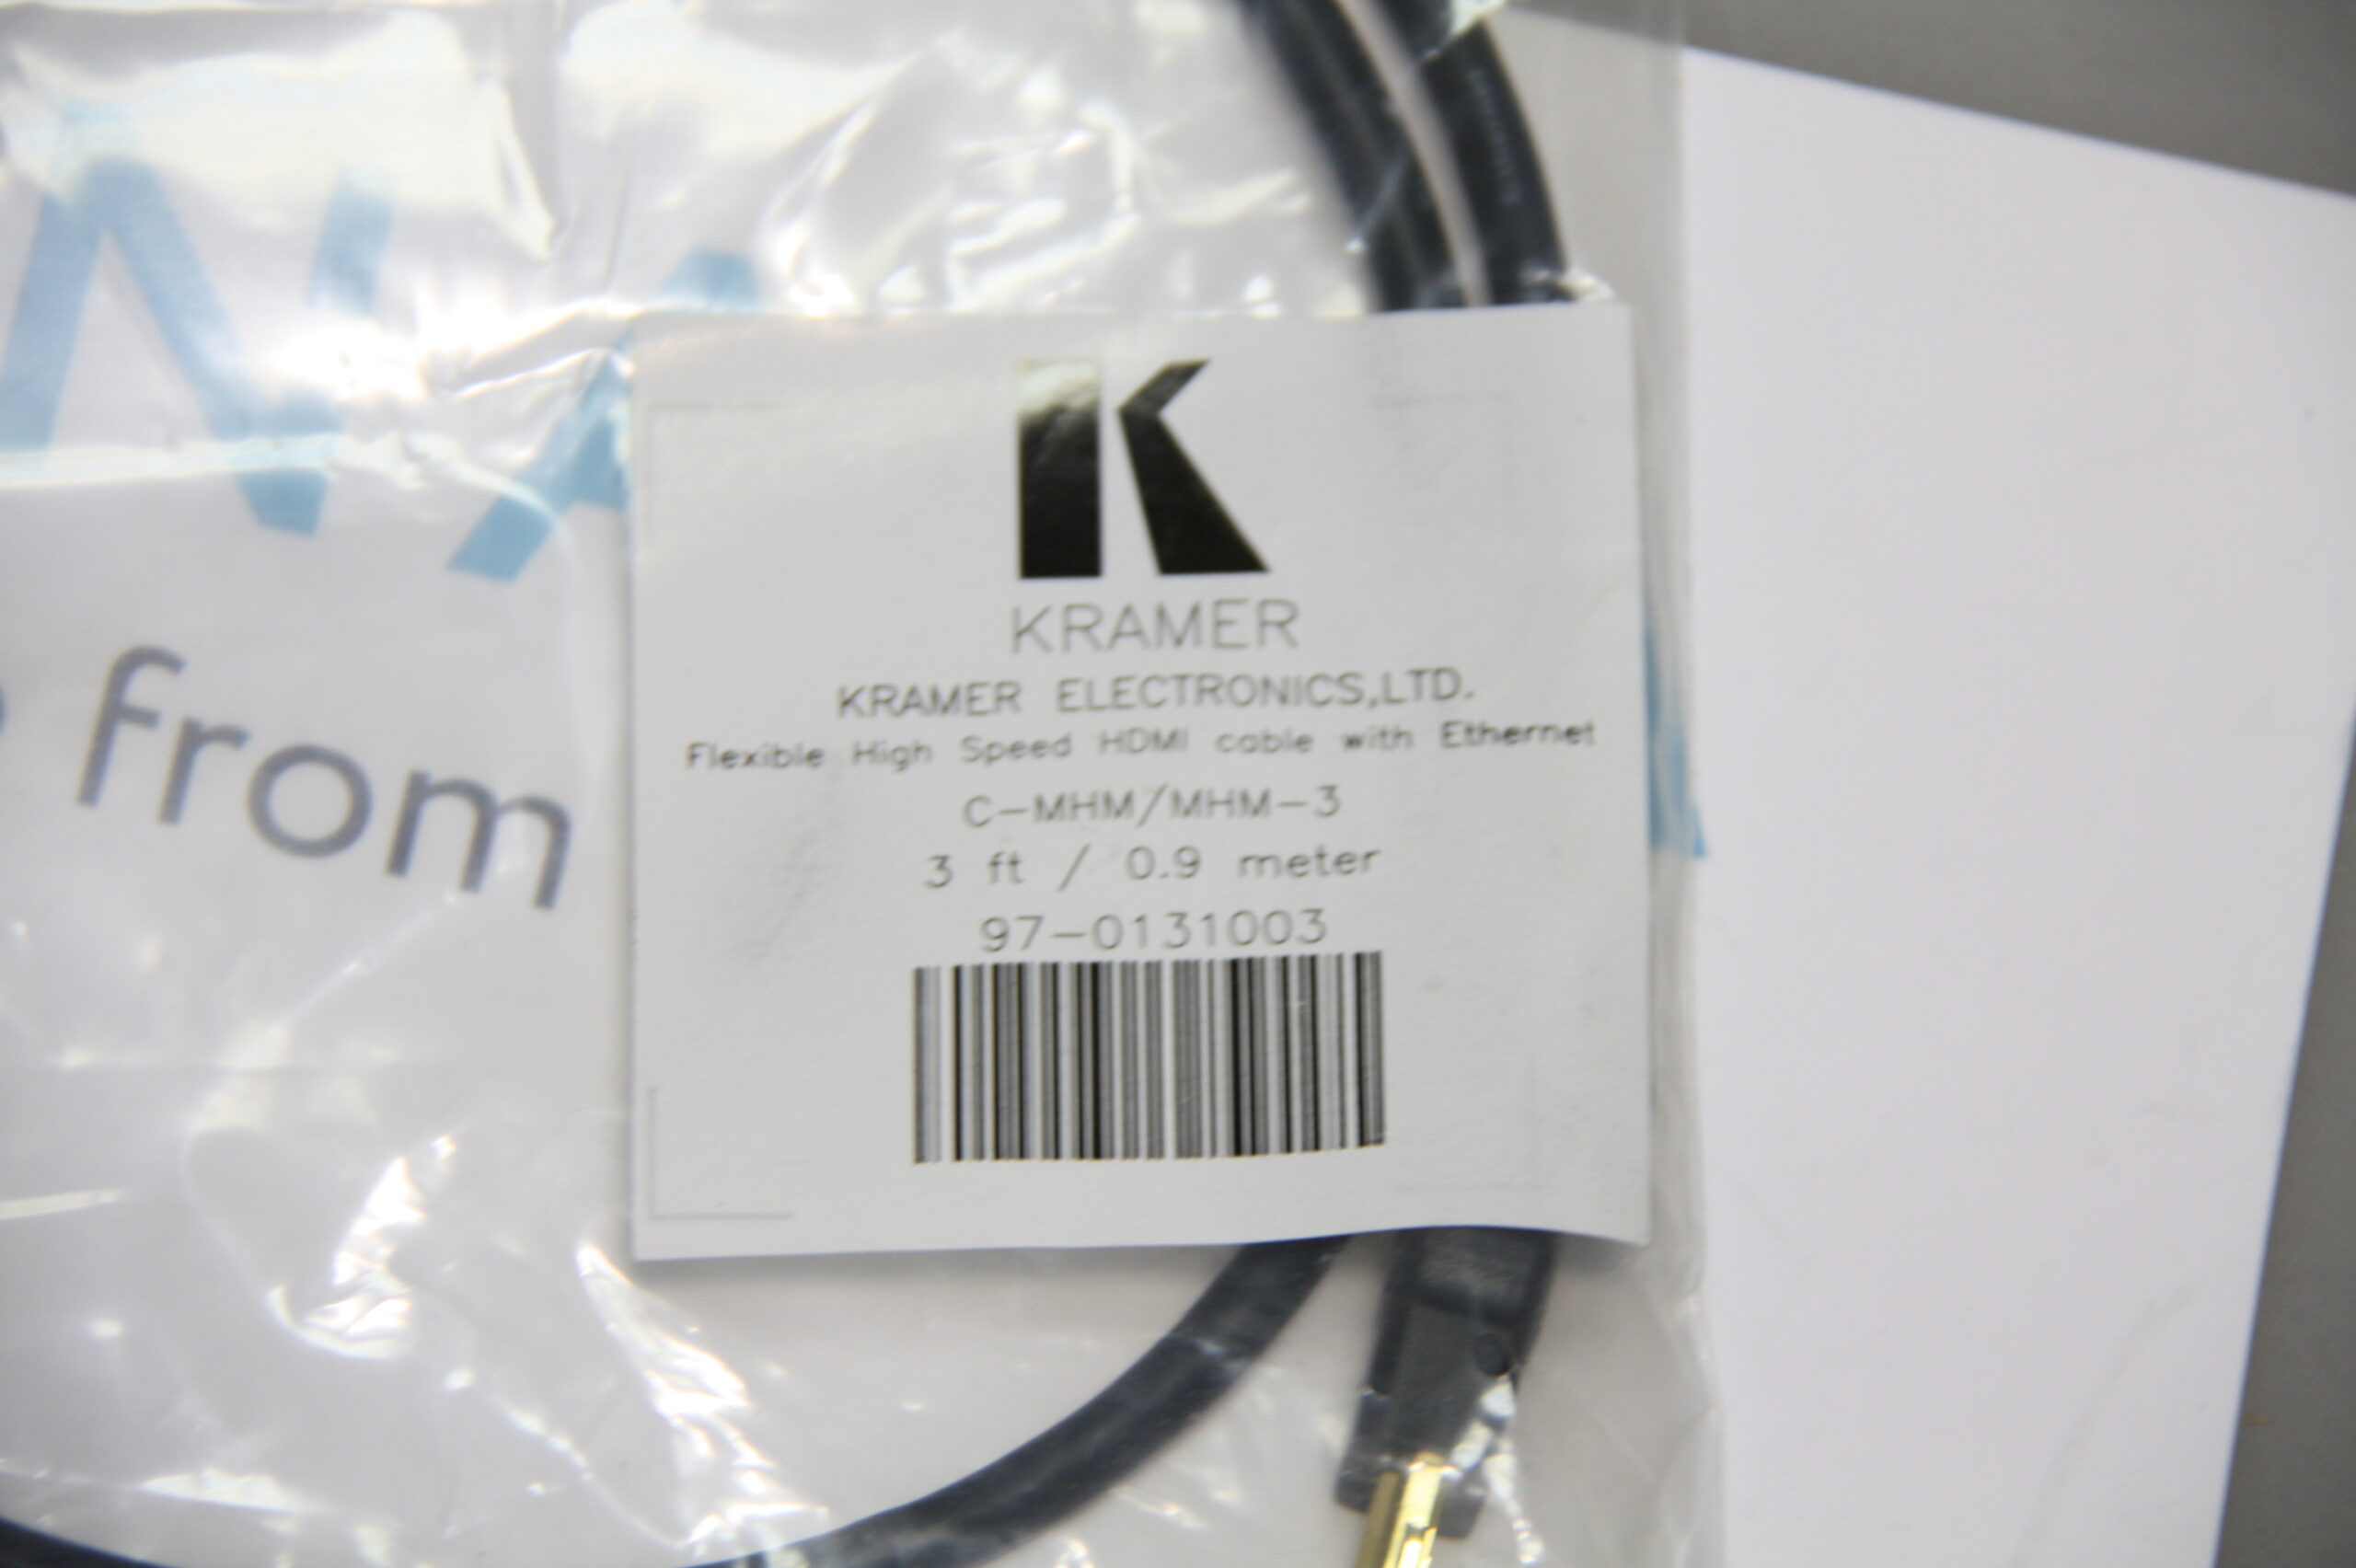 from
K
KRAMER
KRAMER ELECTRONICS,LTD.
Flexible High Speed HDMI cable with Ethernet
C-MHM/MHM-3
3 ft / 0.9 meter
97-0131003